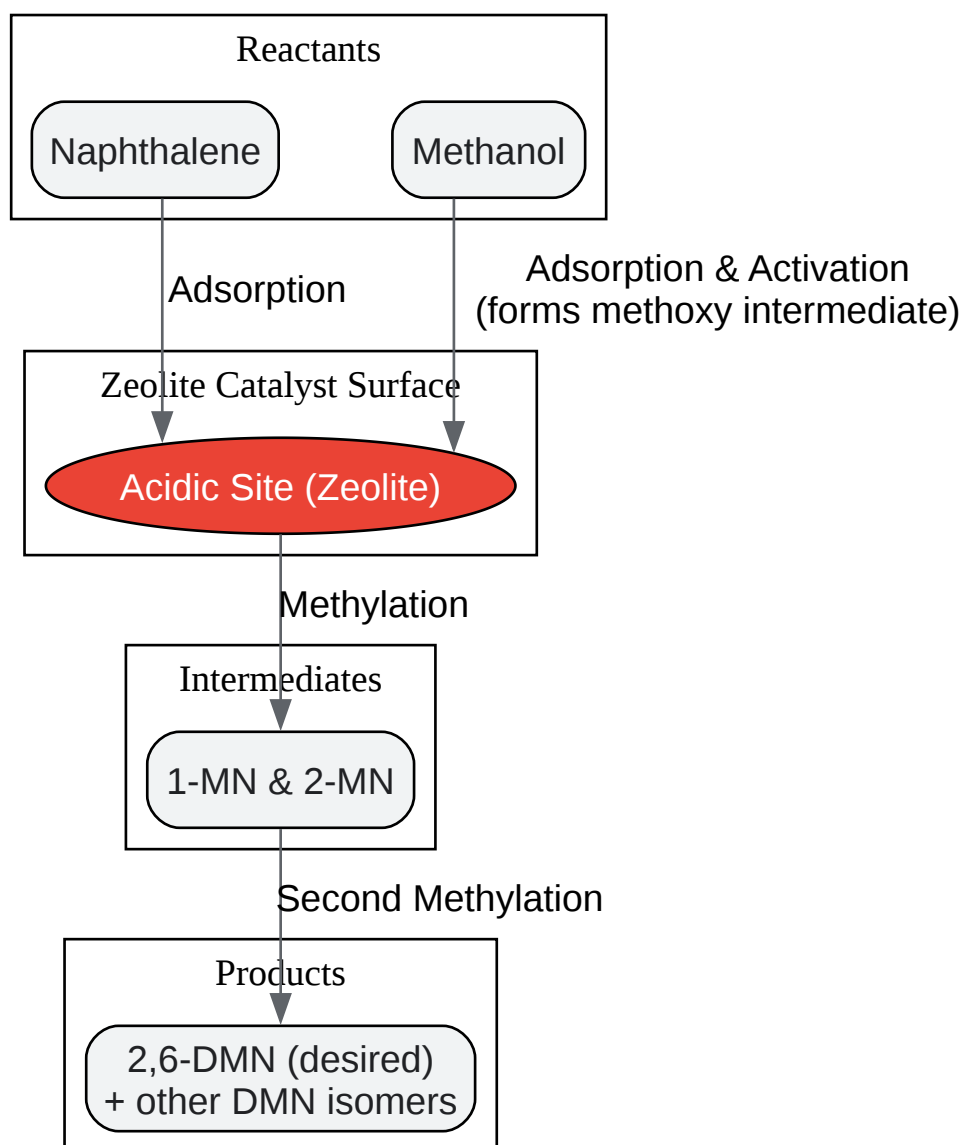 Reactants
Naphthalene
Methanol
Adsorption
Adsorption & Activation
(forms methoxy intermediate)
Zeolite Catalyst Surface
Acidic Site (Zeolite)
Methylation
Intermediates
1-MN & 2-MN
Second Methylation
Products
2,6-DMN (desired)
+ other DMN isomers